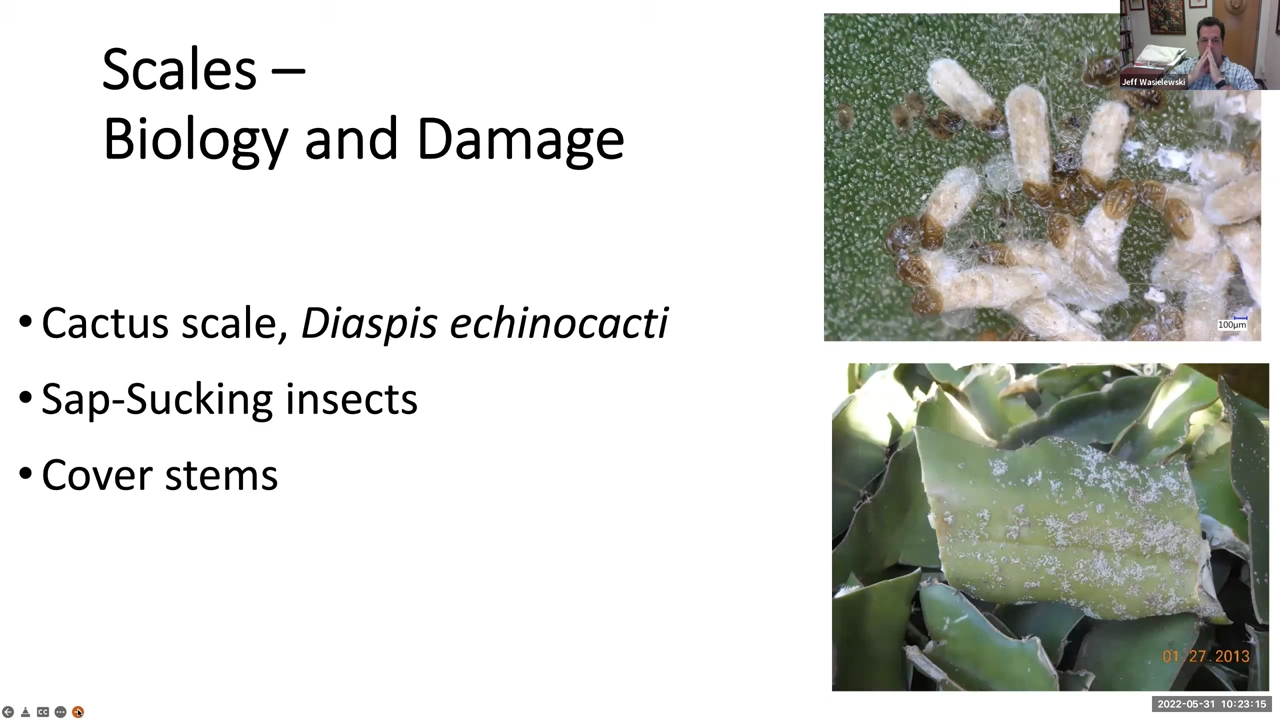 Scales –
Biology and Damage
• Cactus scale, Diaspis echinocacti
• Sap-Sucking insects
• Cover stems
Jeff Wasielewski
100µm
01.27.2013
CC
2022-05-31 10:23:15